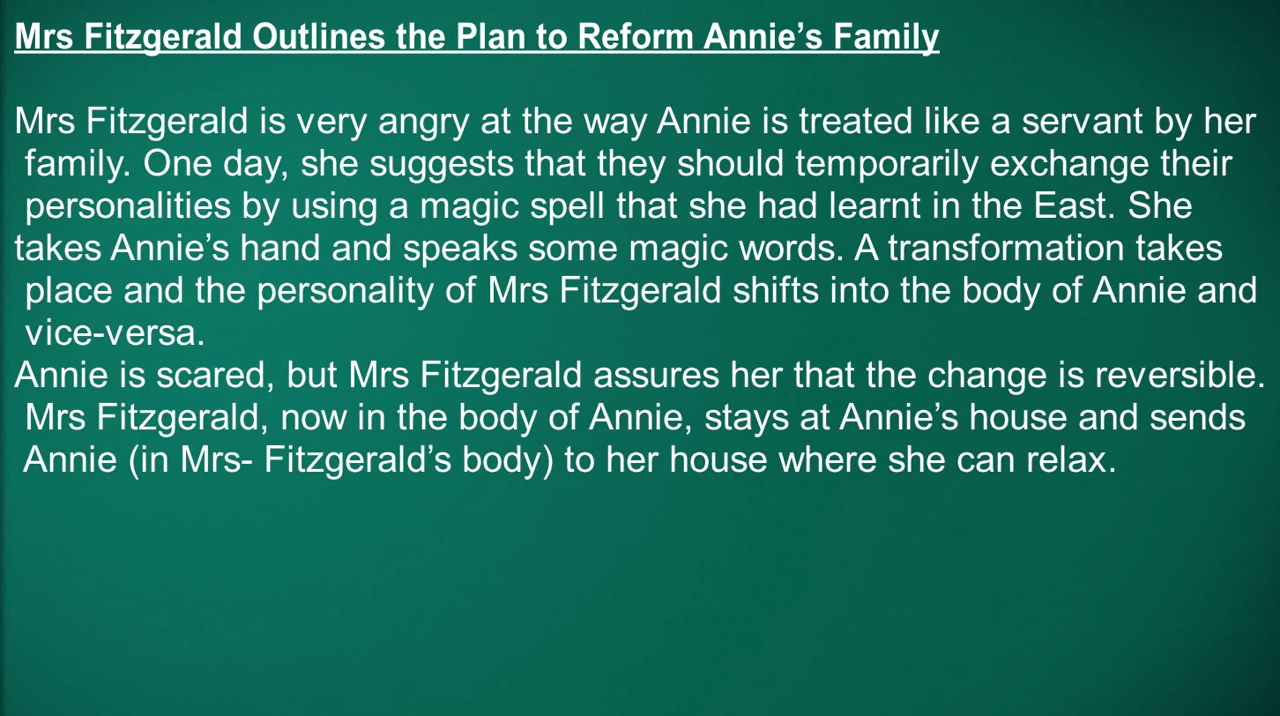 Mrs Fitzgerald Outlines the Plan to Reform Annie’s Family
Mrs Fitzgerald is very angry at the way Annie is treated like a servant by her
family. One day, she suggests that they should temporarily exchange their
personalities by using a magic spell that she had learnt in the East. She
takes Annie’s hand and speaks some magic words. A transformation takes
place and the personality of Mrs Fitzgerald shifts into the body of Annie and
vice-versa.
Annie is scared, but Mrs Fitzgerald assures her that the change is reversible.
Mrs Fitzgerald, now in the body of Annie, stays at Annie’s house and sends
Annie (in Mrs- Fitzgerald’s body) to her house where she can relax.